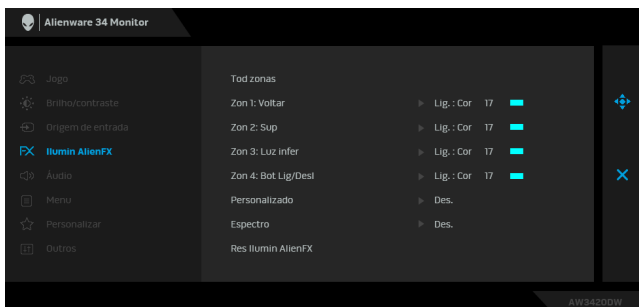 Alienware 34 Monitor
Jogo
Brilho/contraste
Origem de entrada
FX Ilumin AlienFX
Áudio
Menu
Personalizar
Outros
Tod zonas
Zon 1: Voltar Lig. : Cor 17
Zon 2: Sup Lig. : Cor 17
Zon 3: Luz infer Lig. : Cor 17
Zon 4: Bot Lig/Desl Lig. : Cor 17
Personalizado Des.
Espectro Des.
Res Ilumin AlienFX
AW3420DW